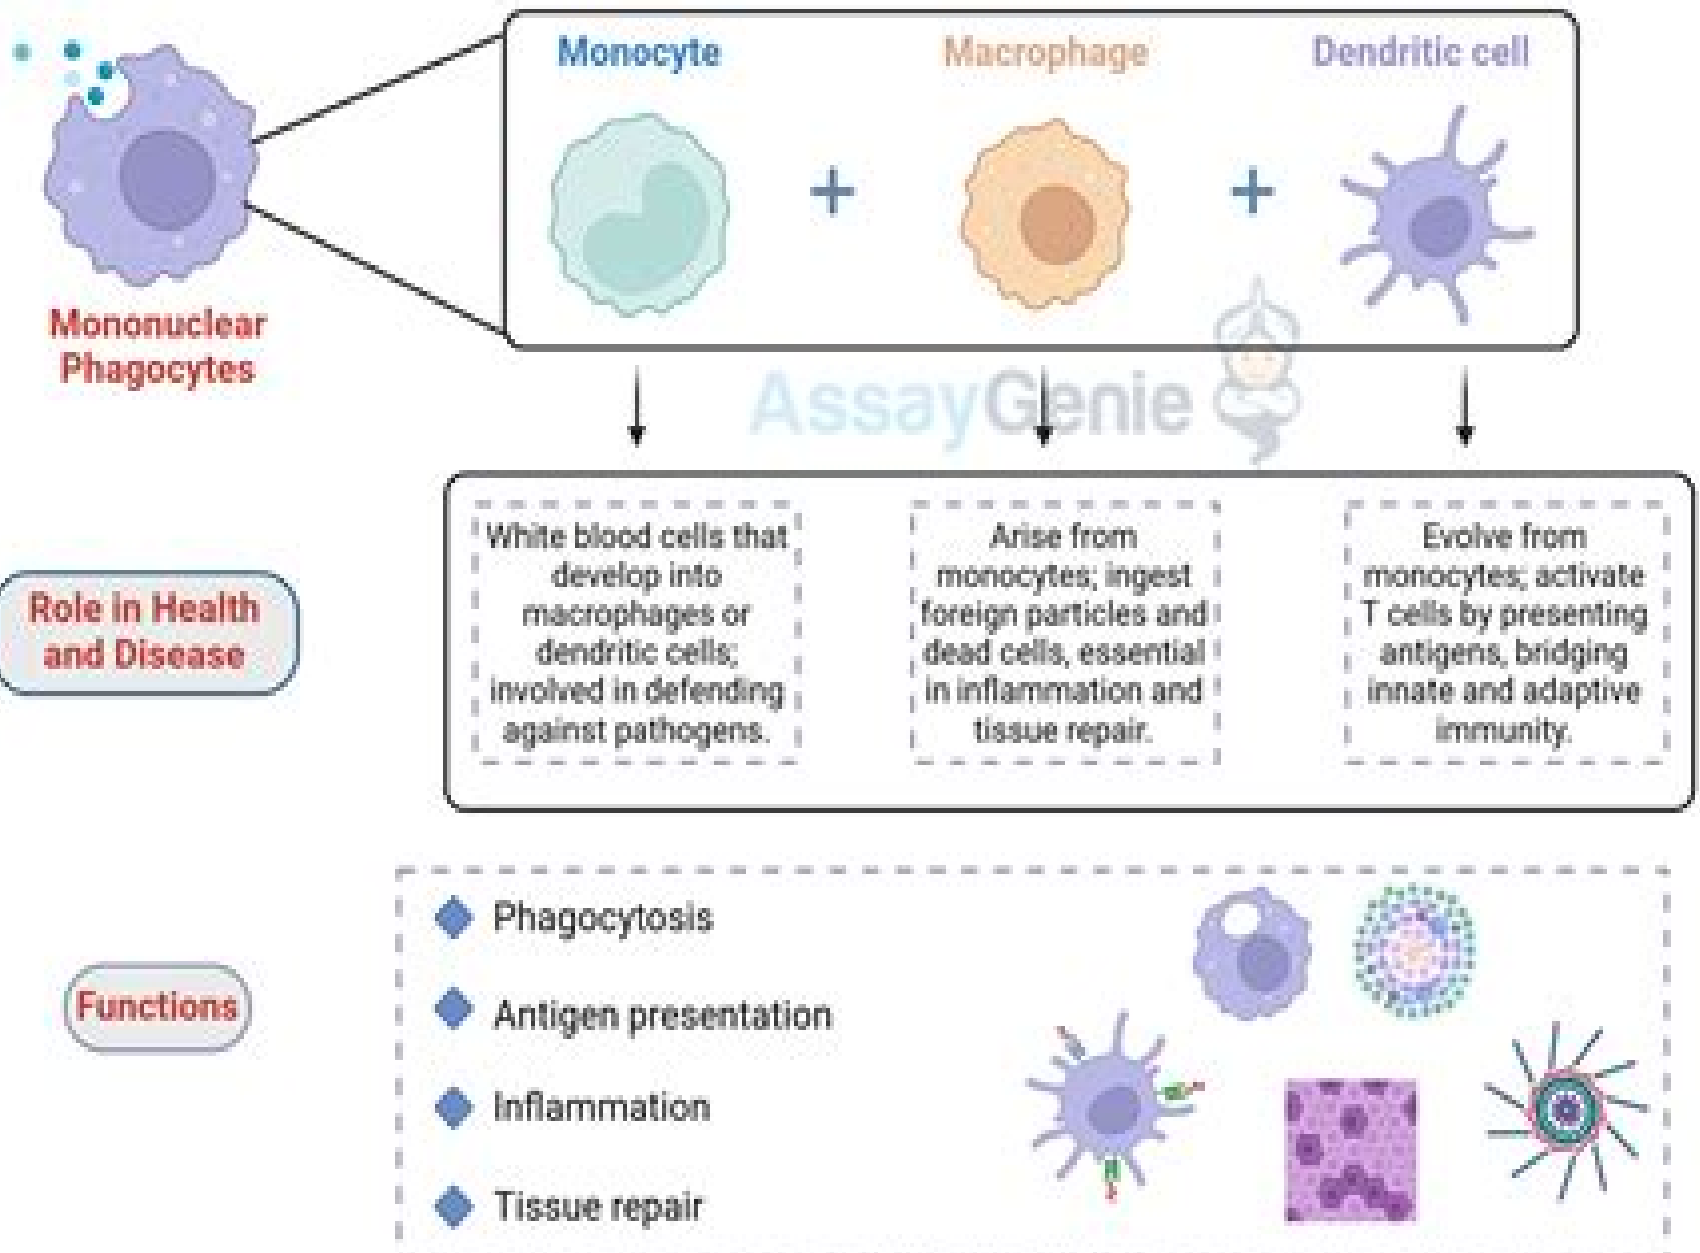 Monocyte
Macrophage
Dendritic cell
+
+
Mononuclear
Phagocytes
AssayGenie
Role in Health
and Disease
White blood cells that
develop into
macrophages or
dendritic cells;
involved in defending
against pathogens.
Arise from
monocytes; ingest
foreign particles and
dead cells, essential
in inflammation and
tissue repair.
Evolve from
monocytes; activate
T cells by presenting
antigens, bridging
innate and adaptive
immunity.
Functions
Phagocytosis
Antigen presentation
Inflammation
Tissue repair